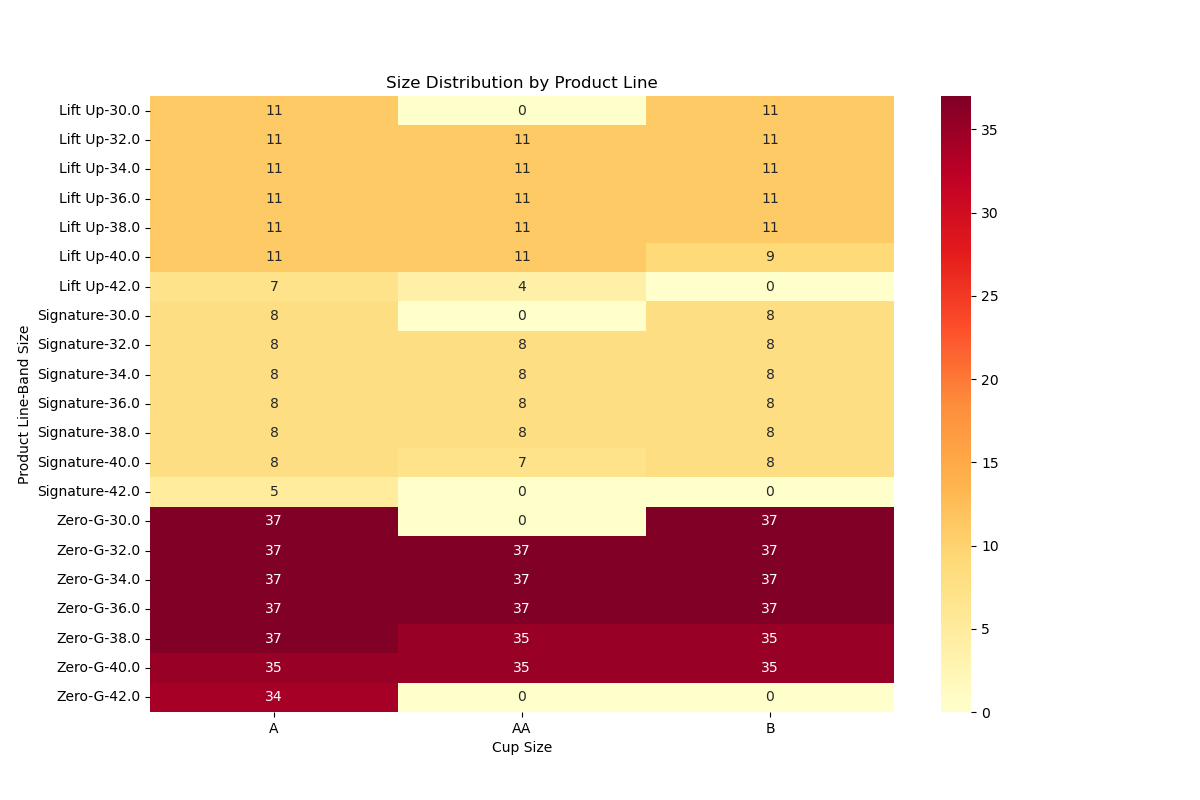 Size Distribution by Product Line
Product Line-Band Size
Lift Up-30.0 11 0 11
Lift Up-32.0 11 11 11
Lift Up-34.0 11 11 11
Lift Up-36.0 11 11 11
Lift Up-38.0 11 11 11
Lift Up-40.0 11 11 9
Lift Up-42.0 7 4 0
Signature-30.0 8 0 8
Signature-32.0 8 8 8
Signature-34.0 8 8 8
Signature-36.0 8 8 8
Signature-38.0 8 8 8
Signature-40.0 8 7 8
Signature-42.0 5 0 0
Zero-G-30.0 37 0 37
Zero-G-32.0 37 37 37
Zero-G-34.0 37 37 37
Zero-G-36.0 37 37 37
Zero-G-38.0 37 35 35
Zero-G-40.0 35 35 35
Zero-G-42.0 34 0 0
A AA B
Cup Size
35
30
25
20
15
10
5
0